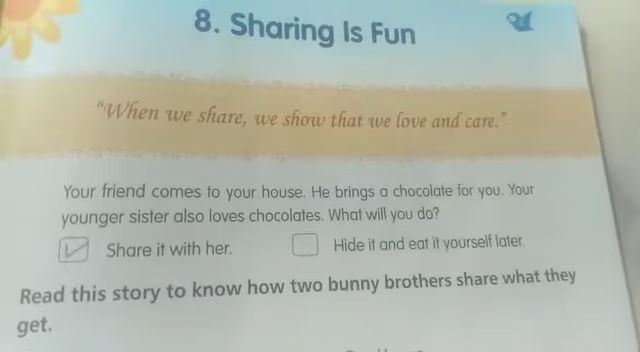 8. Sharing Is Fun
"When we share, we show that we love and care."
Your friend comes to your house. He brings a chocolate for you. Your
younger sister also loves chocolates. What will you do?
Share it with her. Hide it and eat it yourself later.
Read this story to know how two bunny brothers share what they
get.